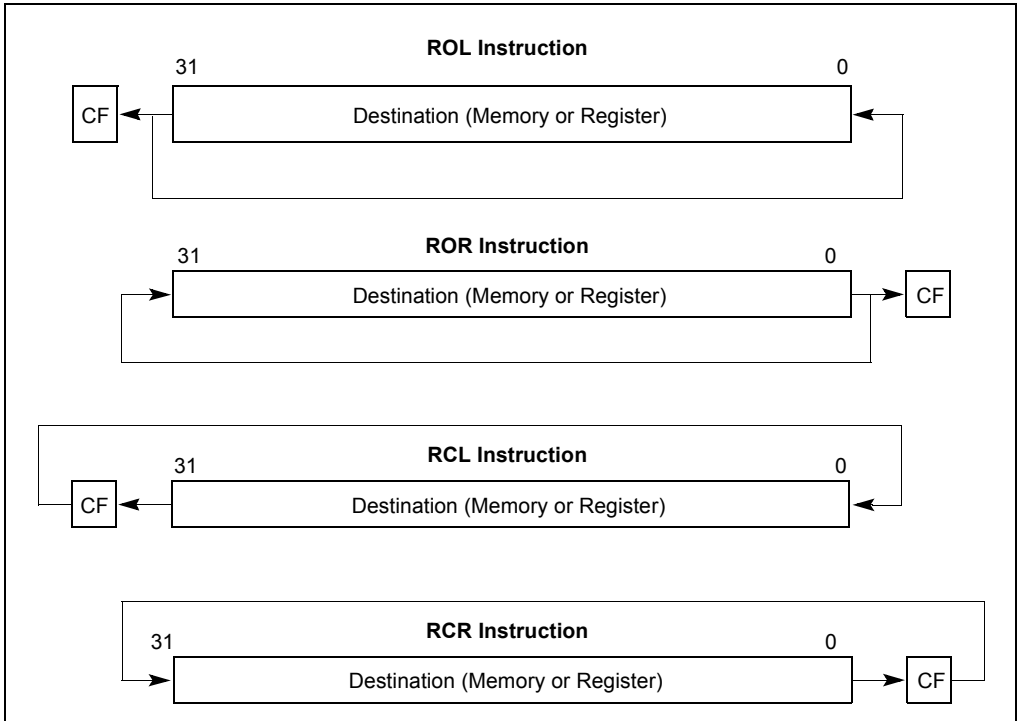 ROL Instruction
31 0
CF Destination (Memory or Register)
ROR Instruction
31 0
Destination (Memory or Register) CF
RCL Instruction
31 0
CF Destination (Memory or Register)
RCR Instruction
31 0
Destination (Memory or Register) CF